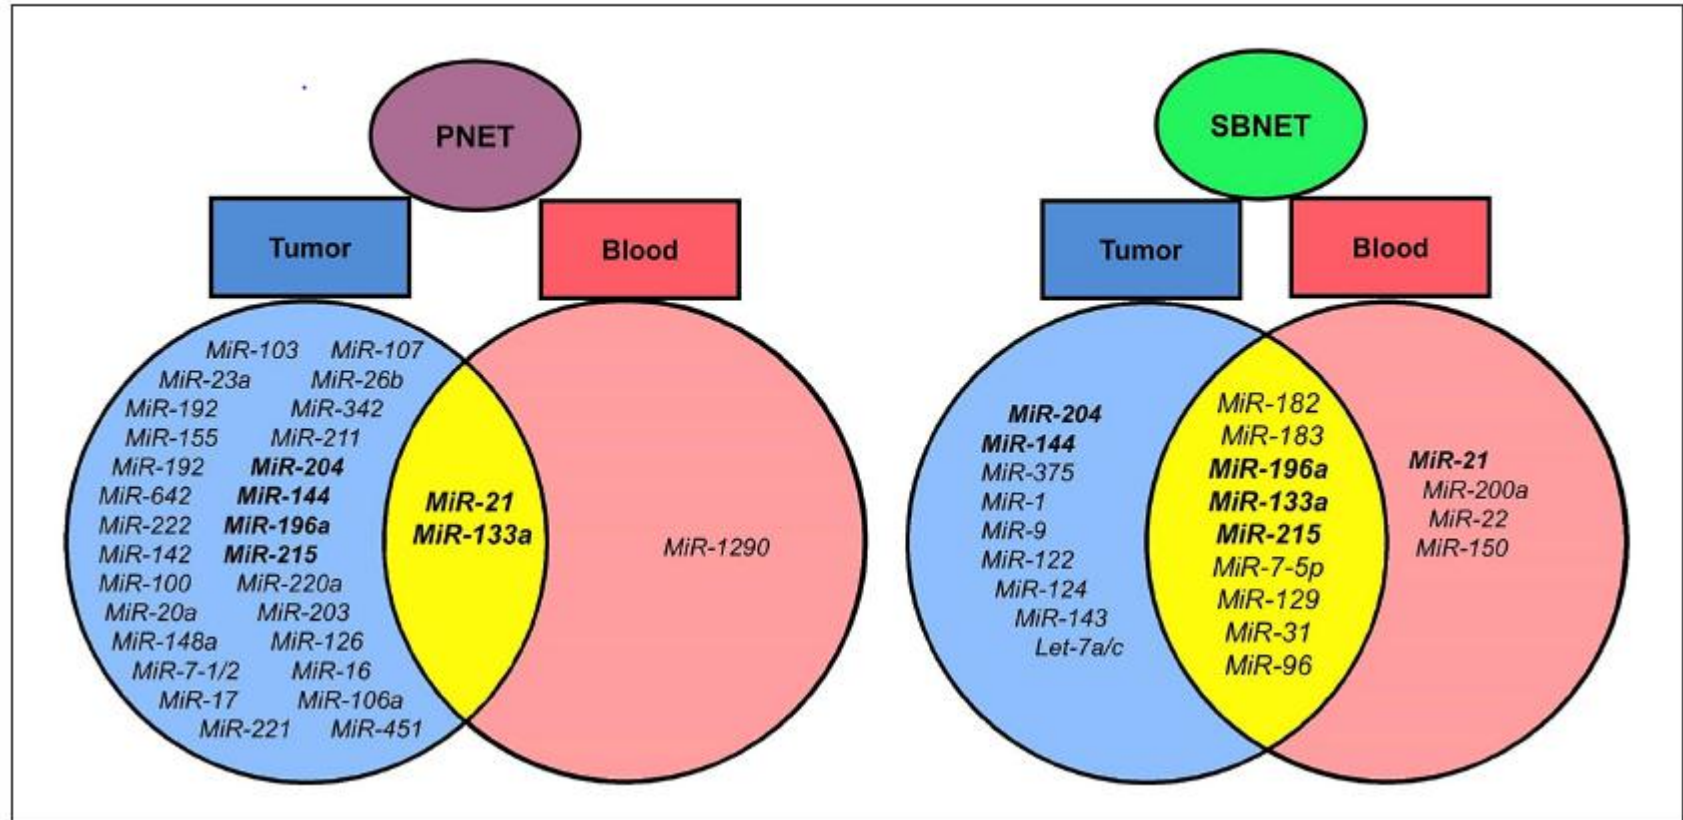 PNET
Tumor
Blood
MiR-103 MiR-107
MiR-23a MiR-26b
MiR-192 MiR-342
MiR-155 MiR-211
MiR-192 MiR-204
MiR-642 MiR-144
MiR-222 MiR-196a
MiR-142 MiR-215
MiR-100 MiR-220a
MiR-20a MiR-203
MiR-148a MiR-126
MiR-7-1/2 MiR-16
MiR-17 MiR-106a
MiR-221 MiR-451
MiR-21
MiR-133a
MiR-1290
SBNET
Tumor
Blood
MiR-204
MiR-144
MiR-375
MiR-1
MiR-9
MiR-122
MiR-124
MiR-143
Let-7a/c
MiR-182
MiR-183
MiR-196a
MiR-133a
MiR-215
MiR-7-5p
MiR-129
MiR-31
MiR-96
MiR-21
MiR-200a
MiR-22
MiR-150